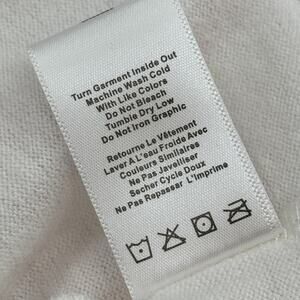 Turn Garment Inside Out
Machine Wash Cold
With Like Colors
Do Not Bleach
Tumble Dry Low
Do Not Iron Graphic
Retourne Le Vêtement
Laver A L'eau Froide Avec
Couleurs Similaires
Ne Pas Javelliser
Secher Cycle Doux
Ne Pas Repasser L'Imprime